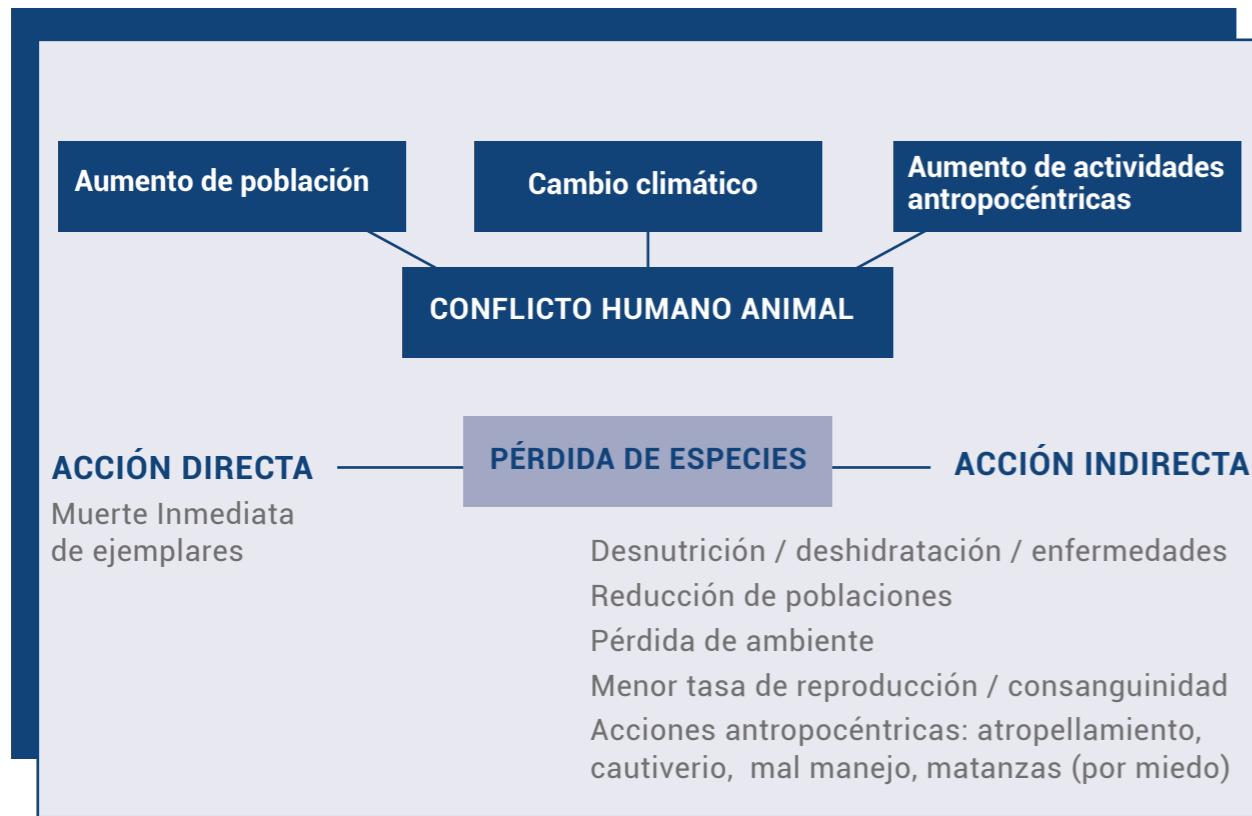 Aumento de población
Cambio climático
Aumento de actividades
antropocéntricas
CONFLICTO HUMANO ANIMAL
PÉRDIDA DE ESPECIES
ACCIÓN DIRECTA
Muerte Inmediata
de ejemplares
ACCIÓN INDIRECTA
Desnutrición / deshidratación / enfermedades
Reducción de poblaciones
Pérdida de ambiente
Menor tasa de reproducción / consanguinidad
Acciones antropocéntricas: atropellamiento,
cautiverio, mal manejo, matanzas (por miedo)